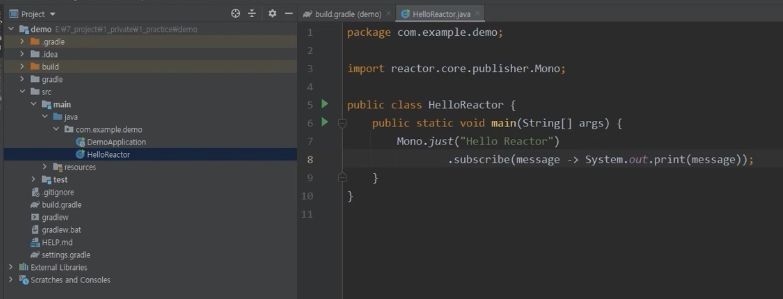 Project
demo E:₩7_project₩1_private₩1_practice₩demo
.gradle
.idea
build
gradle
src
main
java
com.example.demo
DemoApplication
HelloReactor
resources
test
.gitignore
build.gradle
gradlew
gradlew.bat
HELP.md
settings.gradle
External Libraries
Scratches and Consoles
build.gradle (demo) HelloReactor.java
1 package com.example.demo;
2
3 import reactor.core.publisher.Mono;
4
5 public class HelloReactor {
6 public static void main(String[] args) {
7 Mono.just("Hello Reactor")
8 .subscribe(message -> System.out.print(message));
9 }
10 }
11